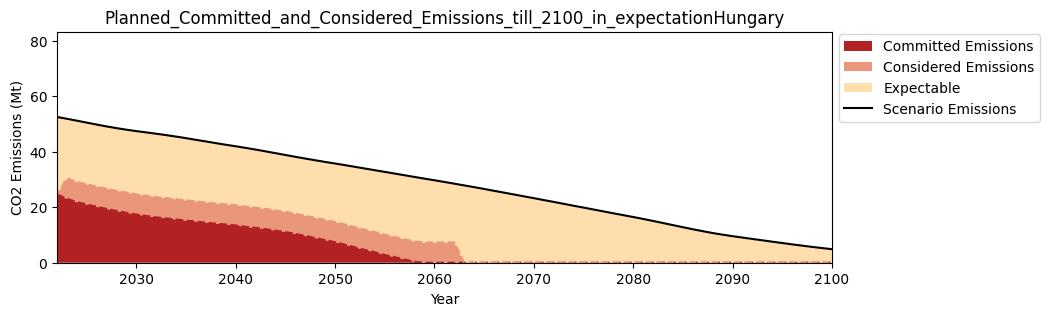 Planned_Committed_and_Considered_Emissions_till_2100_in_expectationHungary
80
60
40
20
0
CO2 Emissions (Mt)
2030 2040 2050 2060 2070 2080 2090 2100
Year
Committed Emissions
Considered Emissions
Expectable
Scenario Emissions